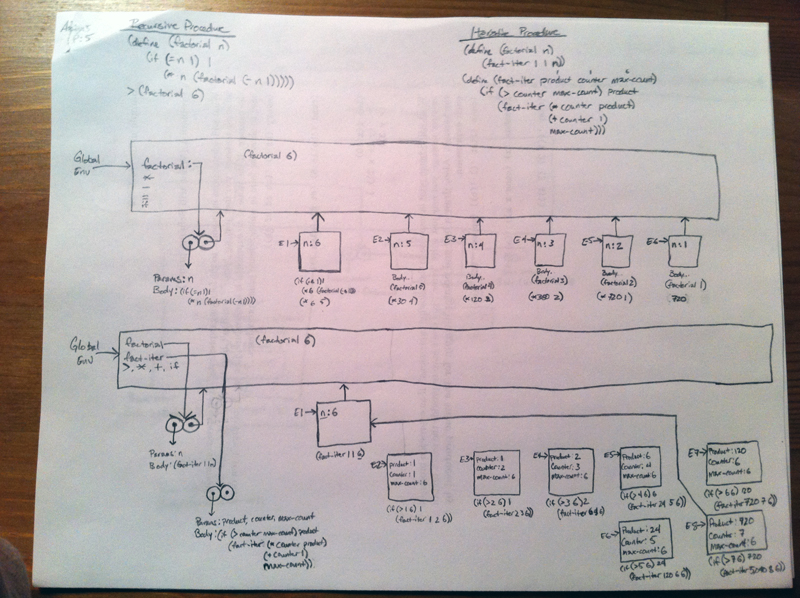 Recursive Procedure
(define (factorial n)
(if (= n 1) 1
(* n (factorial (- n 1)))))
> (factorial 6)
Iterative Procedure
(define (factorial n)
(fact-iter 1 1 n))
(define (fact-iter product counter max-count)
(if (> counter max-count) product
(fact-iter (* counter product)
(+ counter 1)
max-count)))
Global
Env
(factorial 6)
factorial:
*
E1
n:6
E2
n:5
E3
n:4
E4
n:3
E5
n:2
E6
n:1
Params: n
Body: (if (= n 1) 1
(* n (factorial (- n 1))))
(if (= 6 1) 1
(* 6 5)
Body..
(factorial 5)
(* 30 4)
Body..
(factorial 4)
(* 120 3)
Body..
(factorial 3)
(* 360 2)
Body..
(factorial 2)
(* 720 1)
Body..
(factorial 1)
720
Global
Env
(factorial 6)
factorial
fact-iter
>, *, +, if
E1
n:6
(fact-iter 1 1 6)
Params: n
Body: (fact-iter 1 1 n)
Params: product, counter, max-count
Body: (if (> counter max-count) product
(fact-iter (* counter product)
(+ counter 1)
max-count))
E2
product: 1
counter: 1
max-count: 6
(if (> 1 6) 1
(fact-iter 1 2 6))
E3
product: 1
counter: 2
max-count: 6
(if (> 2 6) 1
(fact-iter 2 3 6))
E4
product: 2
counter: 3
max-count: 6
(if (> 3 6) 2
(fact-iter 6 4 6))
E5
Product: 6
Counter: 4
max-count: 6
(if (> 4 6) 6
(fact-iter 24 5 6))
E6
Product: 24
Counter: 5
max-count: 6
(if (> 5 6) 24
(fact-iter 120 6 6))
E7
Product: 120
Counter: 6
max-count: 6
(if (> 6 6) 120
(fact-iter 720 7 6))
E8
Product: 720
Counter: 7
max-count: 6
(if (> 7 6) 720
(fact-iter 5040 8 6))